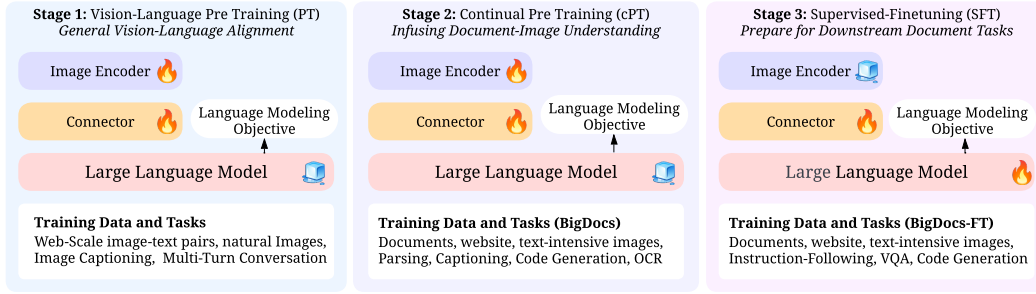 Stage 1: Vision-Language Pre Training (PT)
General Vision-Language Alignment
Image Encoder
Connector
Language Modeling
Objective
Large Language Model
Training Data and Tasks
Web-Scale image-text pairs, natural Images,
Image Captioning, Multi-Turn Conversation
Stage 2: Continual Pre Training (cPT)
Infusing Document-Image Understanding
Image Encoder
Connector
Language Modeling
Objective
Large Language Model
Training Data and Tasks (BigDocs)
Documents, website, text-intensive images,
Parsing, Captioning, Code Generation, OCR
Stage 3: Supervised-Finetuning (SFT)
Prepare for Downstream Document Tasks
Image Encoder
Connector
Language Modeling
Objective
Large Language Model
Training Data and Tasks (BigDocs-FT)
Documents, website, text-intensive images,
Instruction-Following, VQA, Code Generation